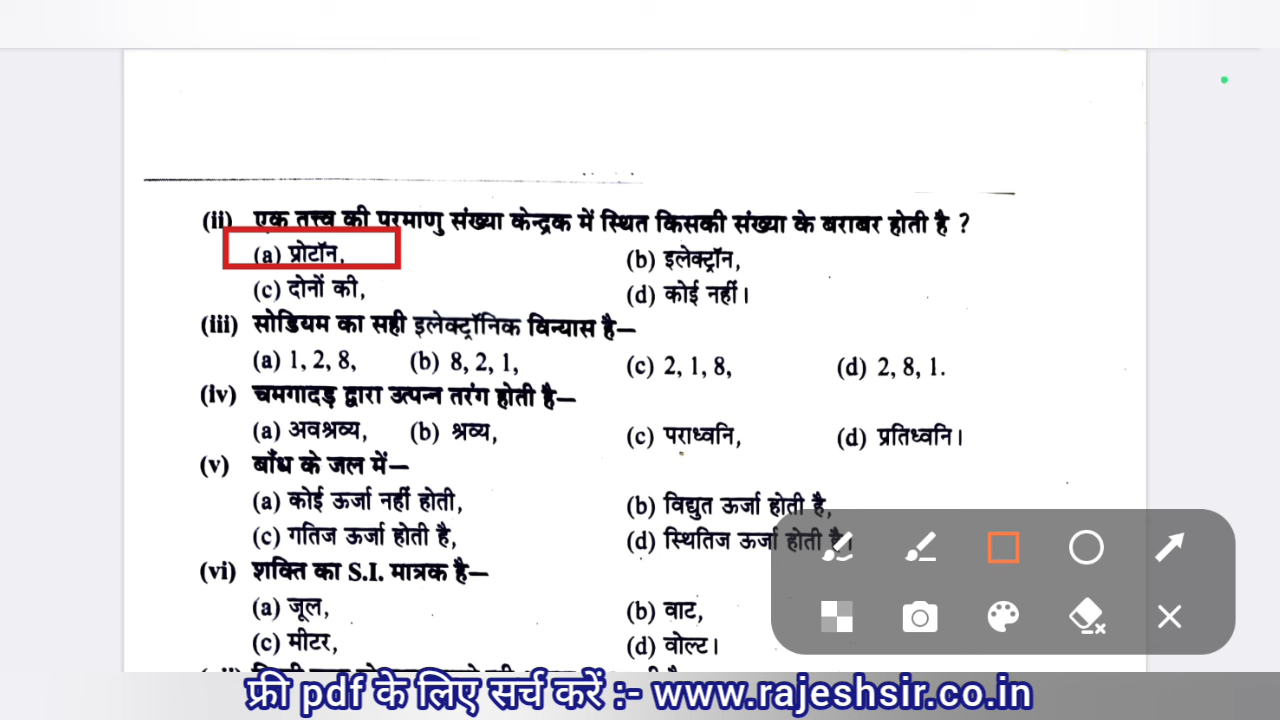 (ii) एक तत्त्व की परमाणु संख्या केन्द्रक में स्थित किसकी संख्या के बराबर होती है ?
(a) प्रोटॉन, (b) इलेक्ट्रॉन,
(c) दोनों की, (d) कोई नहीं।
(iii) सोडियम का सही इलेक्ट्रॉनिक विन्यास है—
(a) 1, 2, 8, (b) 8, 2, 1, (c) 2, 1, 8, (d) 2, 8, 1.
(iv) चमगादड़ द्वारा उत्पन्न तरंग होती है—
(a) अवश्रव्य, (b) श्रव्य, (c) पराध्वनि, (d) प्रतिध्वनि।
(v) बाँध के जल में—
(a) कोई ऊर्जा नहीं होती, (b) विद्युत ऊर्जा होती है,
(c) गतिज ऊर्जा होती है, (d) स्थितिज ऊर्जा होती है।
(vi) शक्ति का S.I. मात्रक है—
(a) जूल, (b) वाट,
(c) मीटर, (d) वोल्ट।
फ्री pdf के लिए सर्च करें :- www.rajeshsir.co.in